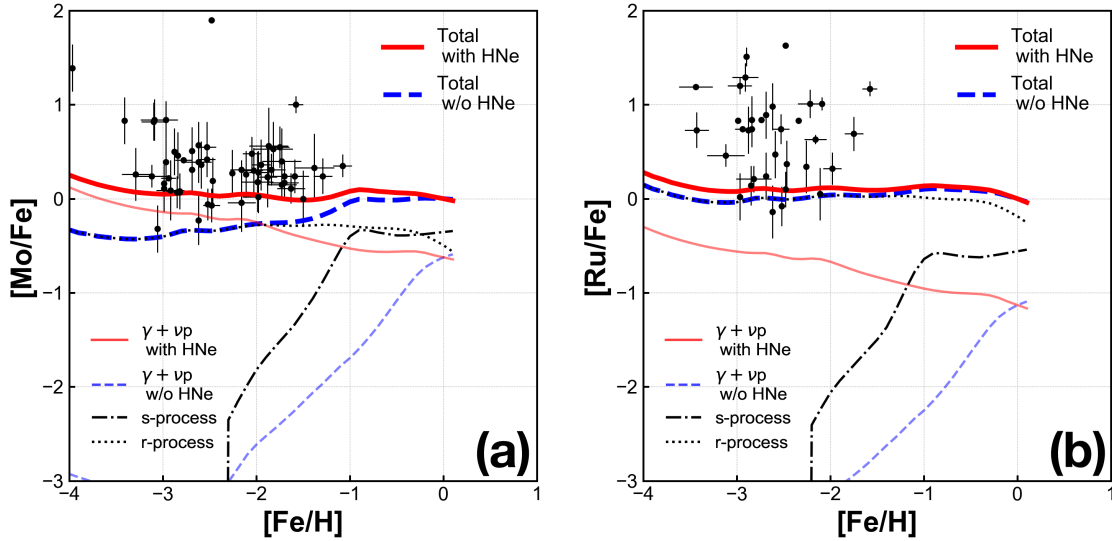 2
1
0
−1
−2
−3
[Mo/Fe]
Total
with HNe
Total
w/o HNe
γ + νp
with HNe
γ + νp
w/o HNe
s-process
r-process
(a)
−4
−3
−2
−1
0
1
[Fe/H]
2
1
0
−1
−2
−3
[Ru/Fe]
Total
with HNe
Total
w/o HNe
γ + νp
with HNe
γ + νp
w/o HNe
s-process
r-process
(b)
−4
−3
−2
−1
0
1
[Fe/H]